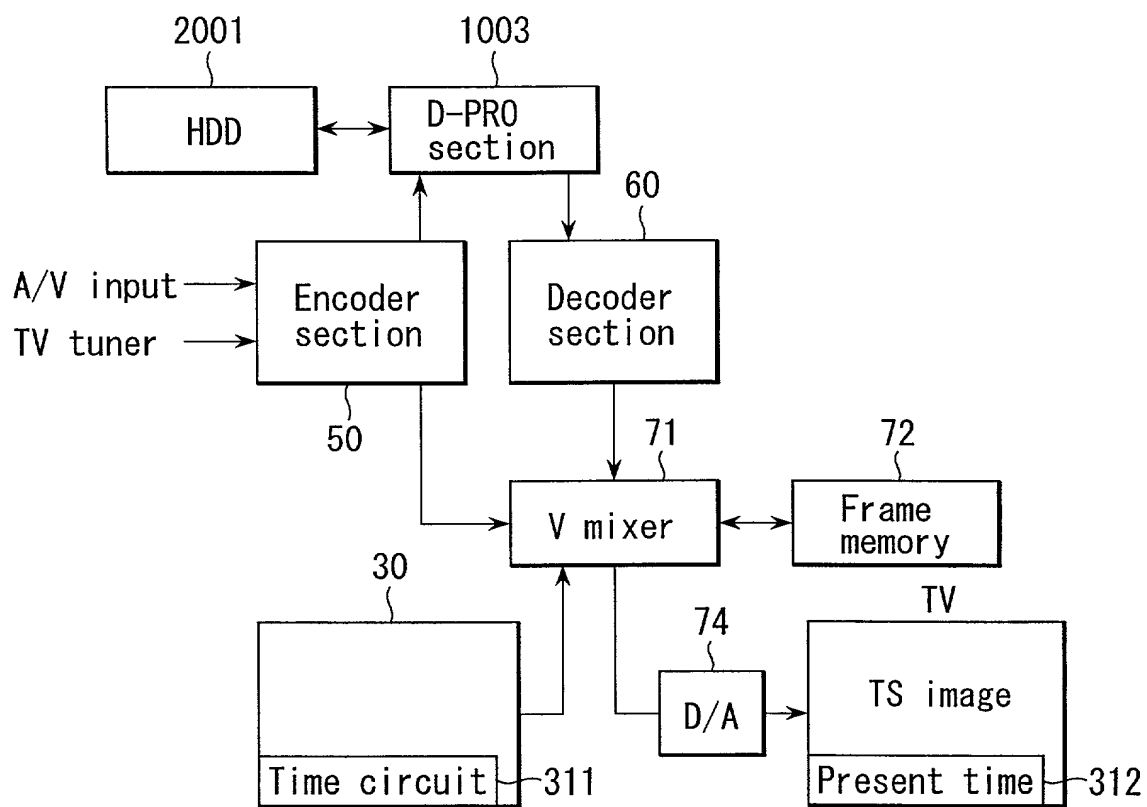 2001
1003
HDD
D-PRO
section
60
A/V input
TV tuner
Encoder
section
Decoder
section
50
71
72
V mixer
Frame
memory
30
74
TV
D/A
TS image
Time circuit
311
Present time
312